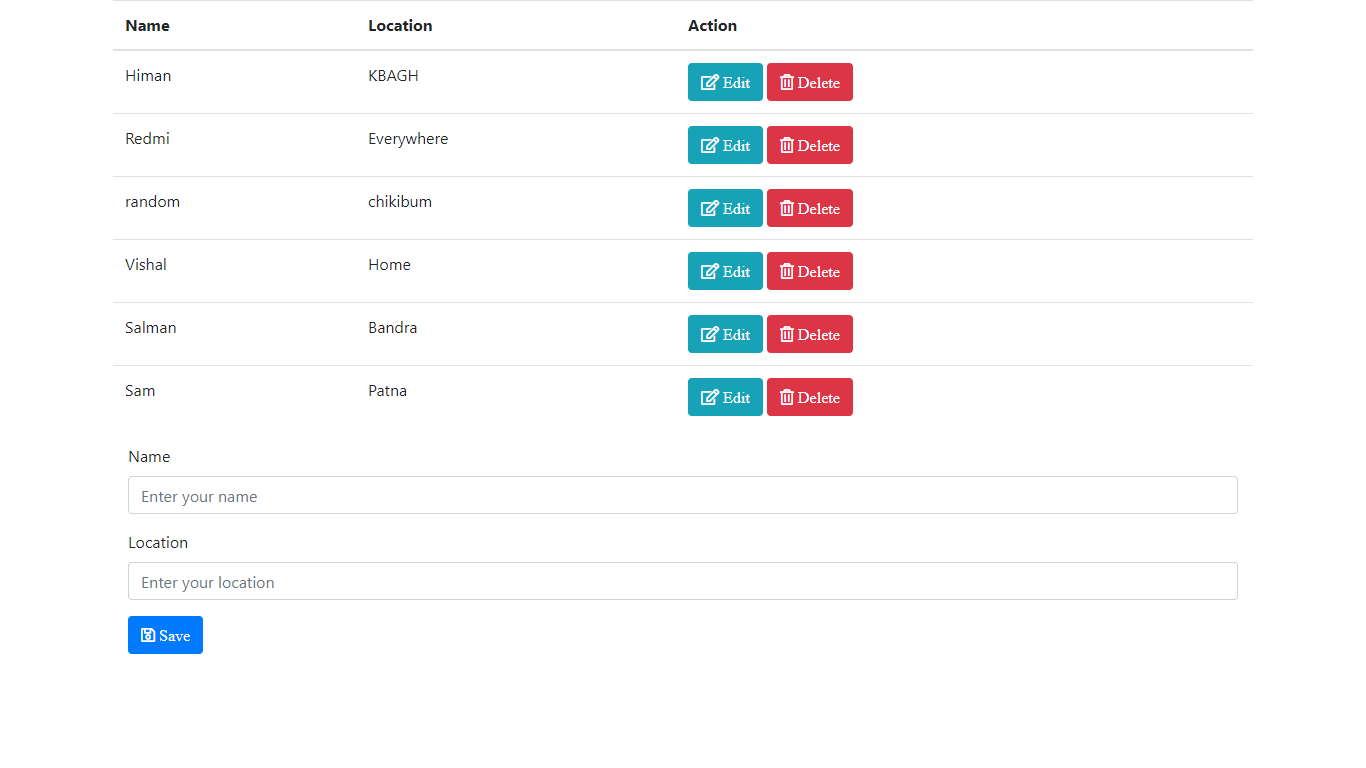 Name Location Action
Himan KBAGH Edit Delete
Redmi Everywhere Edit Delete
random chikibum Edit Delete
Vishal Home Edit Delete
Salman Bandra Edit Delete
Sam Patna Edit Delete
Name
Enter your name
Location
Enter your location
Save